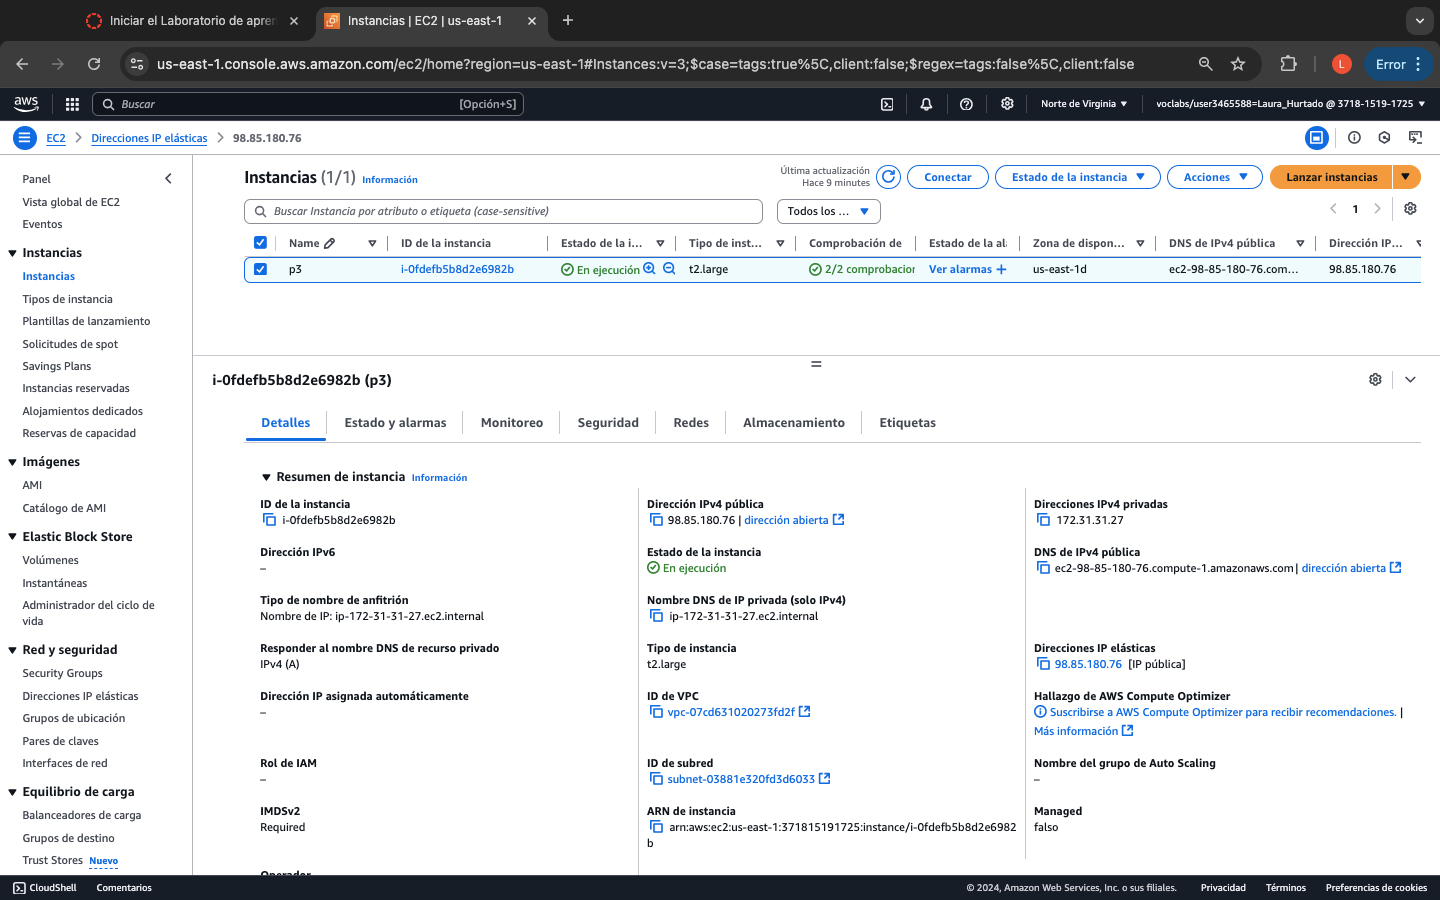 Iniciar el Laboratorio de apren
Instancias | EC2 | us-east-1
us-east-1.console.aws.amazon.com/ec2/home?region=us-east-1#Instances:v=3;$case=tags:true%5C,client:false;$regex=tags:false%5C,client:false
L
Error
aws
Buscar
[Opción+S]
Norte de Virginia
voclabs/user3465588=Laura_Hurtado @ 3718-1519-1725
EC2
Direcciones IP elásticas
98.85.180.76
Panel
Vista global de EC2
Eventos
Instancias
Instancias
Tipos de instancia
Plantillas de lanzamiento
Solicitudes de spot
Savings Plans
Instancias reservadas
Alojamientos dedicados
Reservas de capacidad
Imágenes
AMI
Catálogo de AMI
Elastic Block Store
Volúmenes
Instantáneas
Administrador del ciclo de
vida
Red y seguridad
Security Groups
Direcciones IP elásticas
Grupos de ubicación
Pares de claves
Interfaces de red
Equilibrio de carga
Balanceadores de carga
Grupos de destino
Trust Stores Nuevo
Instancias (1/1) Información
Última actualización
Hace 9 minutes
Conectar
Estado de la instancia
Acciones
Lanzar instancias
Buscar Instancia por atributo o etiqueta (case-sensitive)
Todos los ...
1
Name
ID de la instancia
Estado de la i...
Tipo de inst...
Comprobación de
Estado de la al
Zona de dispon...
DNS de IPv4 pública
Dirección IP...
p3
i-0fdefb5b8d2e6982b
En ejecución
t2.large
2/2 comprobacior
Ver alarmas +
us-east-1d
ec2-98-85-180-76.com...
98.85.180.76
i-0fdefb5b8d2e6982b (p3)
Detalles
Estado y alarmas
Monitoreo
Seguridad
Redes
Almacenamiento
Etiquetas
Resumen de instancia Información
ID de la instancia
i-0fdefb5b8d2e6982b
Dirección IPv4 pública
98.85.180.76 | dirección abierta
Direcciones IPv4 privadas
172.31.31.27
Dirección IPv6
–
Estado de la instancia
En ejecución
DNS de IPv4 pública
ec2-98-85-180-76.compute-1.amazonaws.com | dirección abierta
Tipo de nombre de anfitrión
Nombre de IP: ip-172-31-31-27.ec2.internal
Nombre DNS de IP privada (solo IPv4)
ip-172-31-31-27.ec2.internal
Responder al nombre DNS de recurso privado
IPv4 (A)
Tipo de instancia
t2.large
Direcciones IP elásticas
98.85.180.76 [IP pública]
Dirección IP asignada automáticamente
–
ID de VPC
vpc-07cd631020273fd2f
Hallazgo de AWS Compute Optimizer
Suscribirse a AWS Compute Optimizer para recibir recomendaciones. |
Más información
Rol de IAM
–
ID de subred
subnet-03881e320fd3d6033
Nombre del grupo de Auto Scaling
–
IMDSv2
Required
ARN de instancia
arn:aws:ec2:us-east-1:371815191725:instance/i-0fdefb5b8d2e6982
b
Managed
falso
Operador
CloudShell
Comentarios
© 2024, Amazon Web Services, Inc. o sus filiales.
Privacidad
Términos
Preferencias de cookies